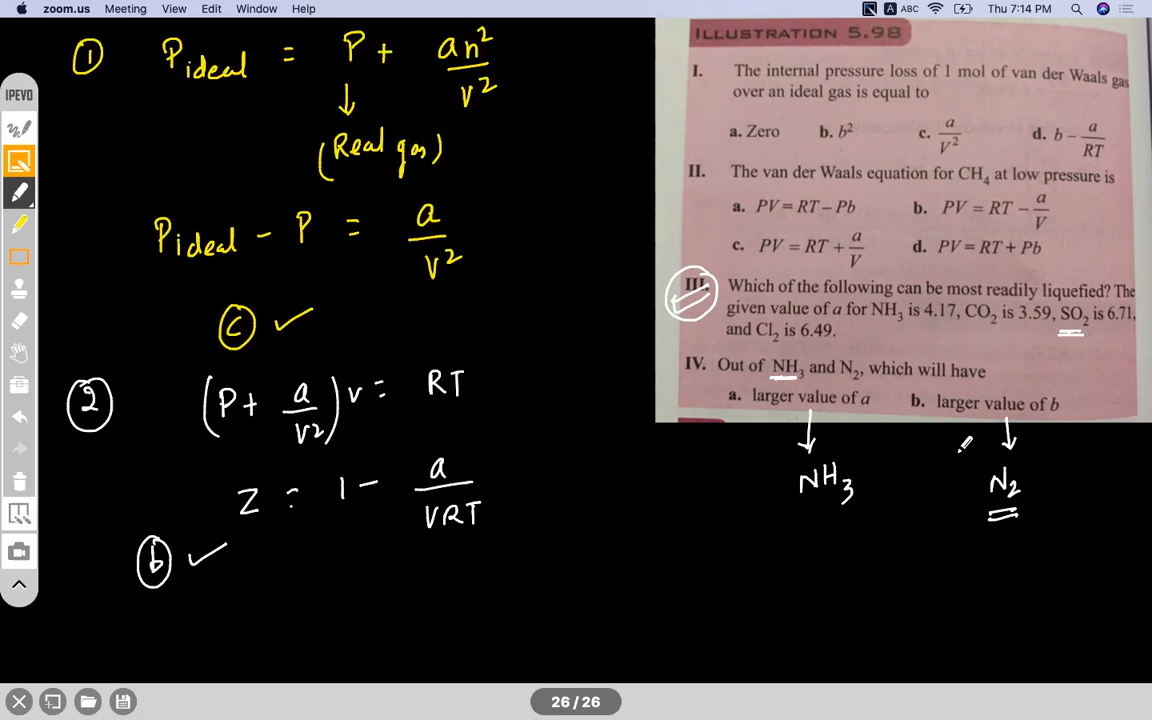 zoom.us Meeting View Edit Window Help
A ABC Thu 7:14 PM
IPEVO
① P ideal = P + an² / V²
↓
(Real gas)
P ideal - P = a / V²
ⓒ ✓
② (P + a / V²) V = RT
Z = 1 - a / VRT
ⓑ ✓
ILLUSTRATION 5.98
I. The internal pressure loss of 1 mol of van der Waals gas
over an ideal gas is equal to
a. Zero b. b² c. a / V² d. b – a / RT
II. The van der Waals equation for CH₄ at low pressure is
a. PV = RT – Pb b. PV = RT – a / V
c. PV = RT + a / V d. PV = RT + Pb
III. Which of the following can be most readily liquefied? The
given value of a for NH₃ is 4.17, CO₂ is 3.59, SO₂ is 6.71,
and Cl₂ is 6.49.
IV. Out of NH₃ and N₂, which will have
a. larger value of a b. larger value of b
↓ ↓
NH₃ N₂
26 / 26